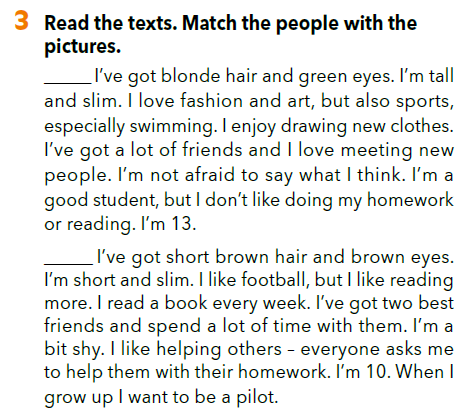 3 Read the texts. Match the people with the
pictures.
_____ I've got blonde hair and green eyes. I'm tall
and slim. I love fashion and art, but also sports,
especially swimming. I enjoy drawing new clothes.
I've got a lot of friends and I love meeting new
people. I'm not afraid to say what I think. I'm a
good student, but I don't like doing my homework
or reading. I'm 13.
_____ I've got short brown hair and brown eyes.
I'm short and slim. I like football, but I like reading
more. I read a book every week. I've got two best
friends and spend a lot of time with them. I'm a
bit shy. I like helping others – everyone asks me
to help them with their homework. I'm 10. When I
grow up I want to be a pilot.